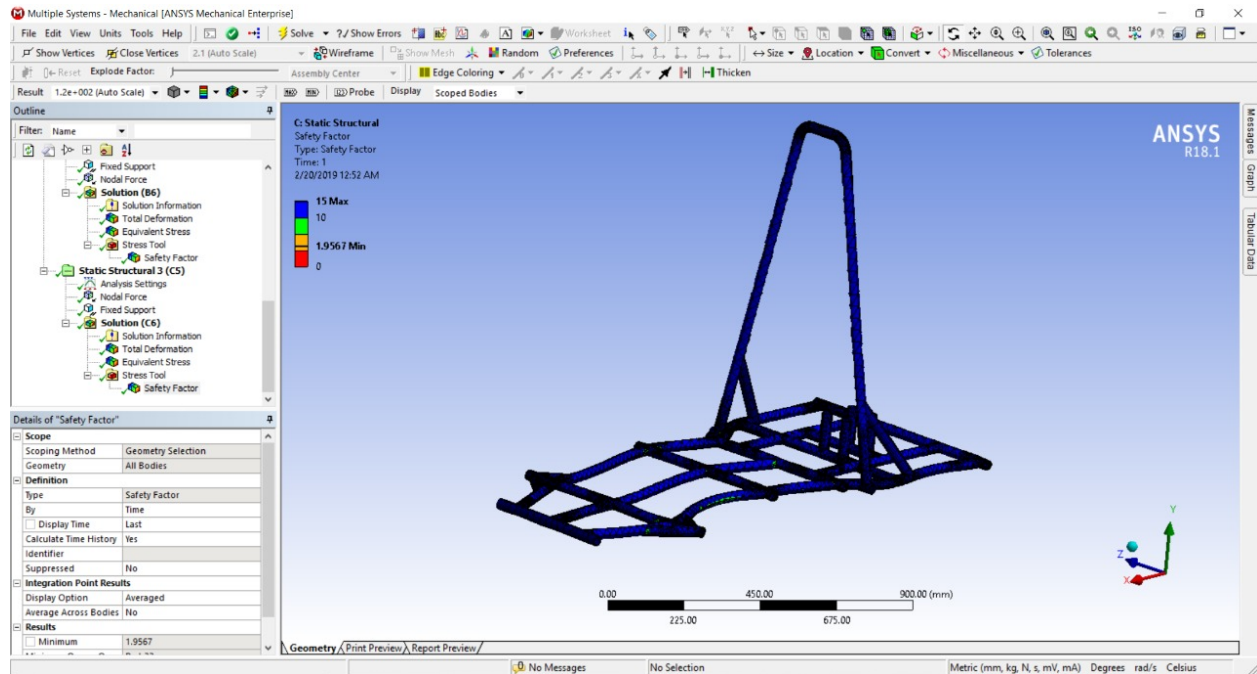 Multiple Systems - Mechanical [ANSYS Mechanical Enterprise]
File Edit View Units Tools Help Solve ?/ Show Errors Worksheet
Show Vertices Close Vertices 2.1 (Auto Scale) Wireframe Show Mesh Random Preferences Size Location Convert Miscellaneous Tolerances
Reset Explode Factor: Assembly Center Edge Coloring Thicken
Result 1.2e+002 (Auto Scale) Probe Display Scoped Bodies
Outline
Filter: Name
Fixed Support
Nodal Force
Solution (B6)
Solution Information
Total Deformation
Equivalent Stress
Stress Tool
Safety Factor
Static Structural 3 (C5)
Analysis Settings
Nodal Force
Fixed Support
Solution (C6)
Solution Information
Total Deformation
Equivalent Stress
Stress Tool
Safety Factor
Details of "Safety Factor"
Scope
Scoping Method Geometry Selection
Geometry All Bodies
Definition
Type Safety Factor
By Time
Display Time Last
Calculate Time History Yes
Identifier
Suppressed No
Integration Point Results
Display Option Averaged
Average Across Bodies No
Results
Minimum 1.9567
C: Static Structural
Safety Factor
Type: Safety Factor
Time: 1
2/20/2019 12:52 AM
15 Max
10
1.9567 Min
0
ANSYS
R18.1
Y
Z
X
0.00 450.00 900.00 (mm)
225.00 675.00
Geometry Print Preview Report Preview
Messages
Graph
Tabular Data
No Messages No Selection Metric (mm, kg, N, s, mV, mA) Degrees rad/s Celsius